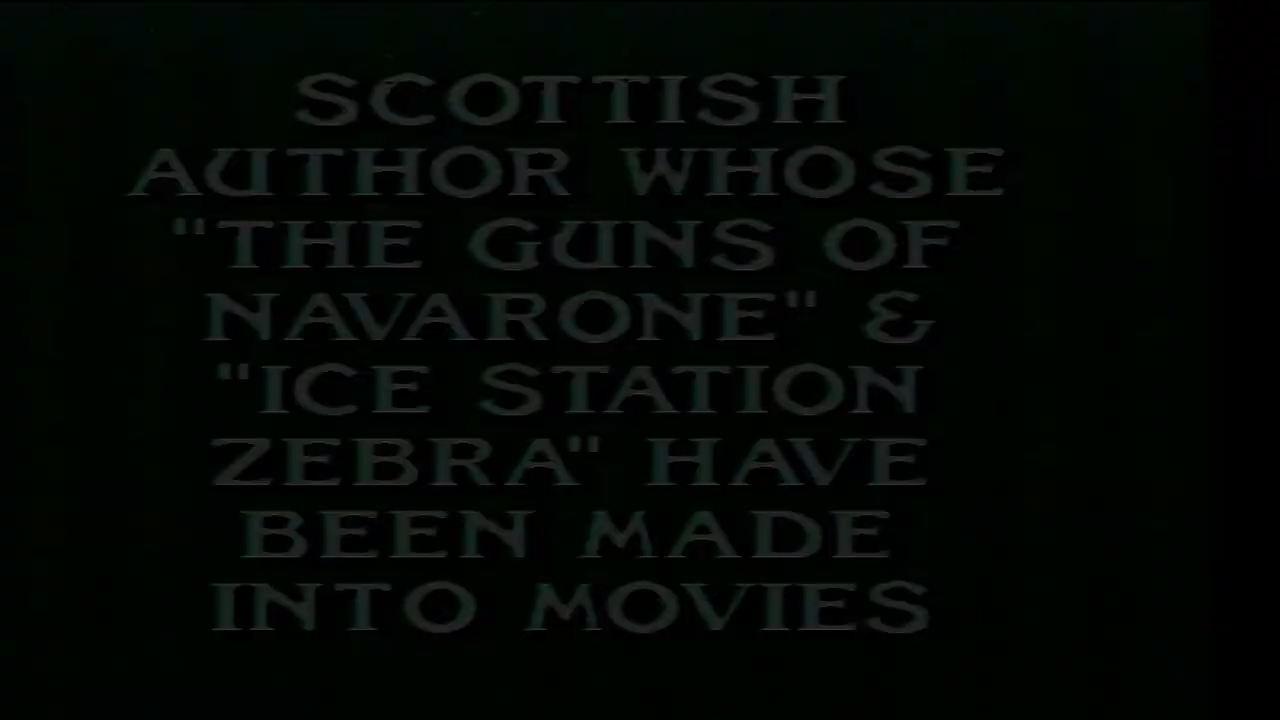 SCOTTISH
AUTHOR WHOSE
"THE GUNS OF
NAVARONE" &
"ICE STATION
ZEBRA" HAVE
BEEN MADE
INTO MOVIES